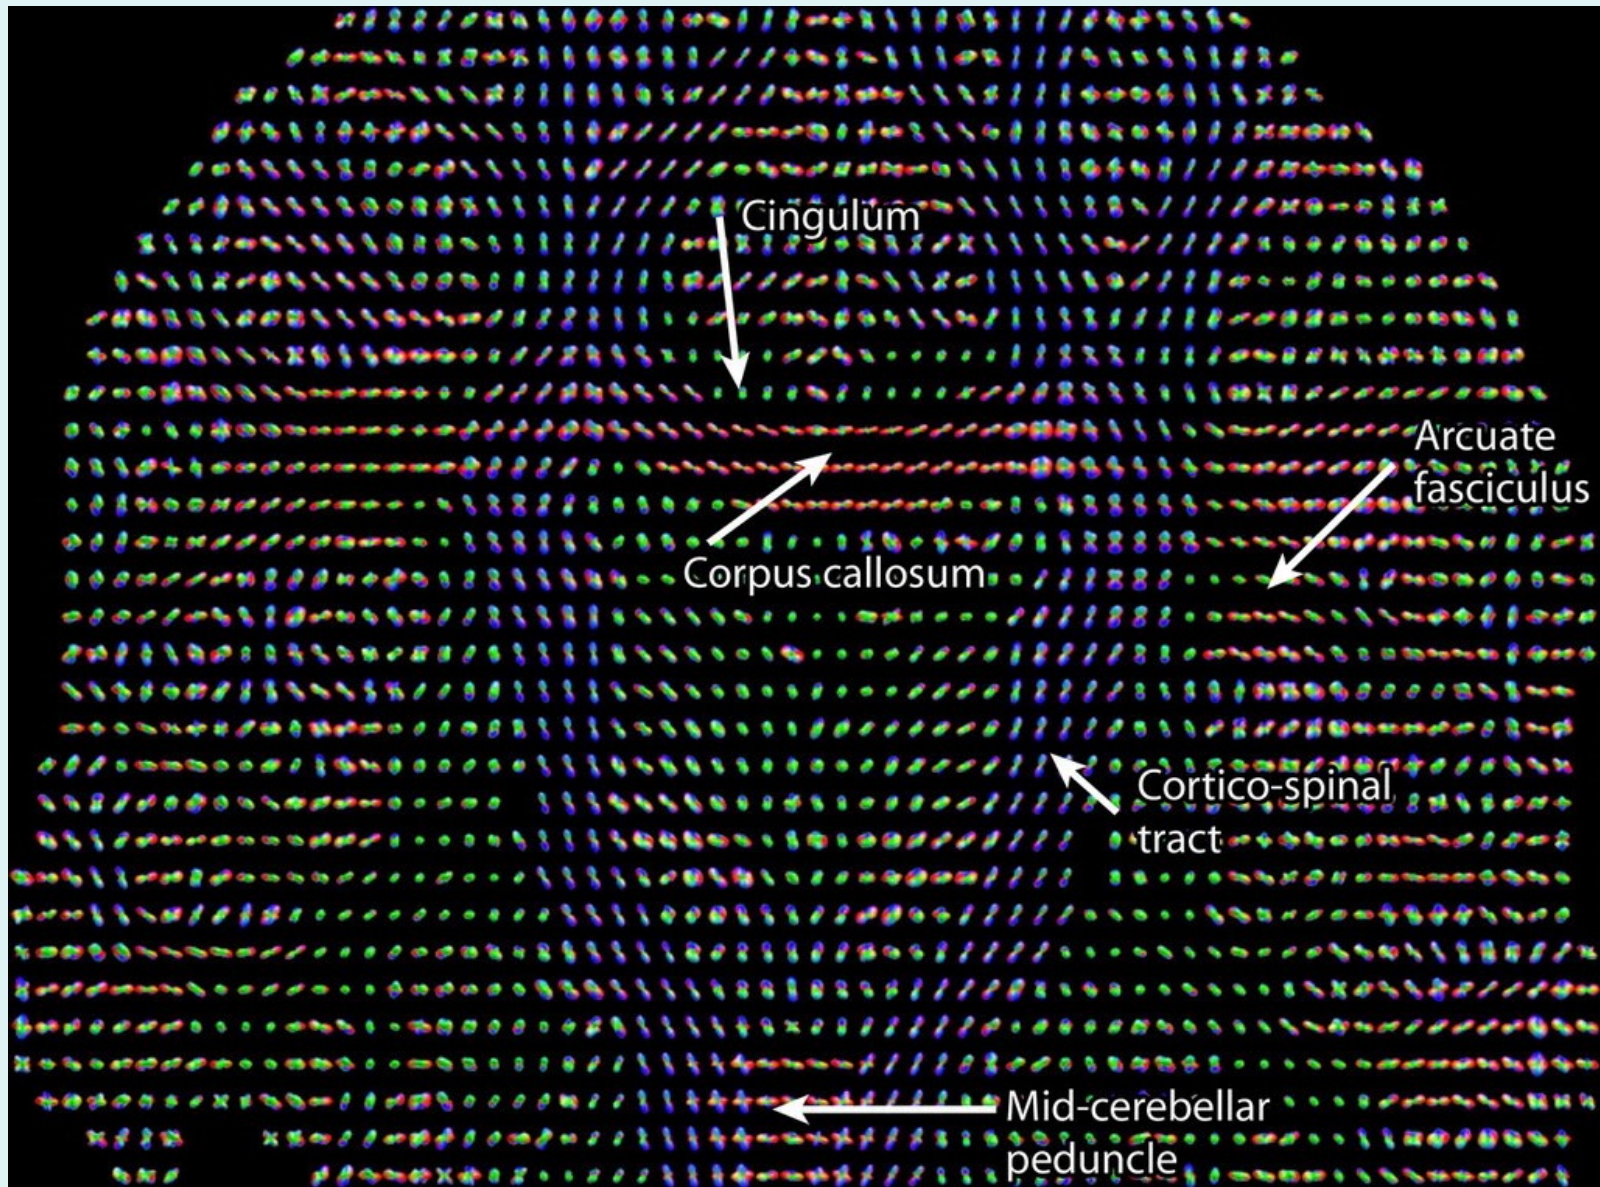 Cingulum
Arcuate
fasciculus
Corpus callosum
Cortico-spinal
tract
Mid-cerebellar
peduncle